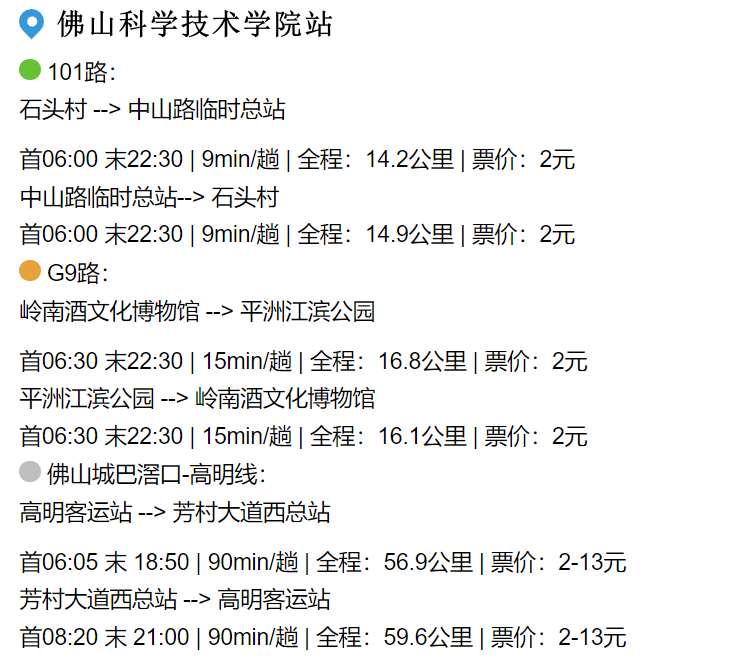 佛山科学技术学院站
101路：
石头村 --> 中山路临时总站
首06:00 末22:30 | 9min/趟 | 全程：14.2公里 | 票价：2元
中山路临时总站--> 石头村
首06:00 末22:30 | 9min/趟 | 全程：14.9公里 | 票价：2元
G9路：
岭南酒文化博物馆 --> 平洲江滨公园
首06:30 末22:30 | 15min/趟 | 全程：16.8公里 | 票价：2元
平洲江滨公园 --> 岭南酒文化博物馆
首06:30 末22:30 | 15min/趟 | 全程：16.1公里 | 票价：2元
佛山城巴滘口-高明线：
高明客运站 --> 芳村大道西总站
首06:05 末 18:50 | 90min/趟 | 全程：56.9公里 | 票价：2-13元
芳村大道西总站 --> 高明客运站
首08:20 末 21:00 | 90min/趟 | 全程：59.6公里 | 票价：2-13元